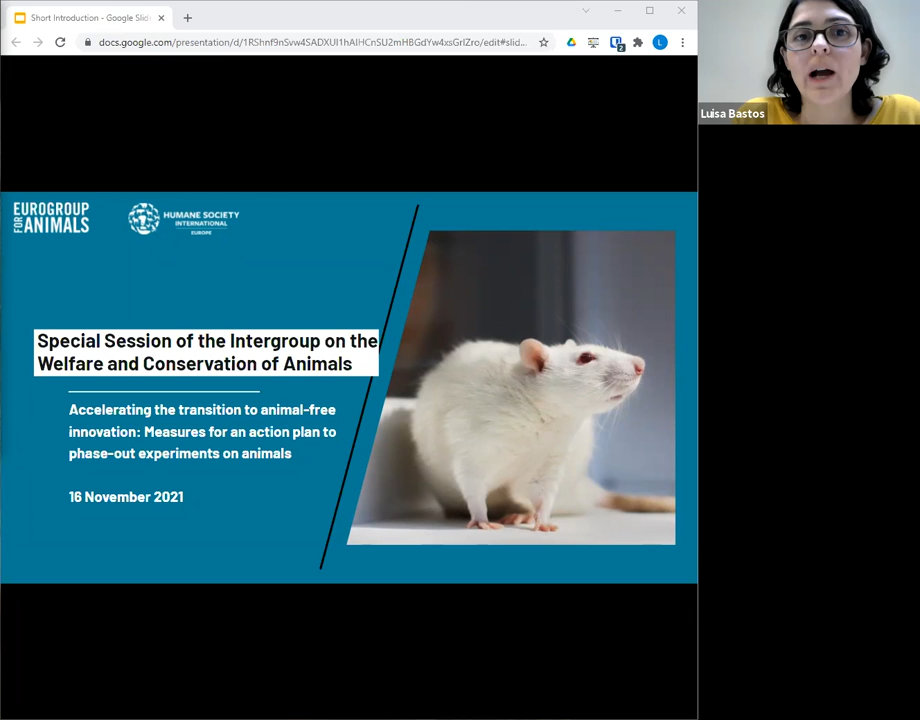 Short Introduction - Google Slid
docs.google.com/presentation/d/1RShnf9nSvw4SADXUl1hAlHCnSU2mHBGdYw4xsGrlZro/edit#slid...
2
L
Luisa Bastos
EUROGROUP
FOR
ANIMALS
HUMANE SOCIETY
INTERNATIONAL
EUROPE
Special Session of the Intergroup on the
Welfare and Conservation of Animals
Accelerating the transition to animal-free
innovation: Measures for an action plan to
phase-out experiments on animals
16 November 2021